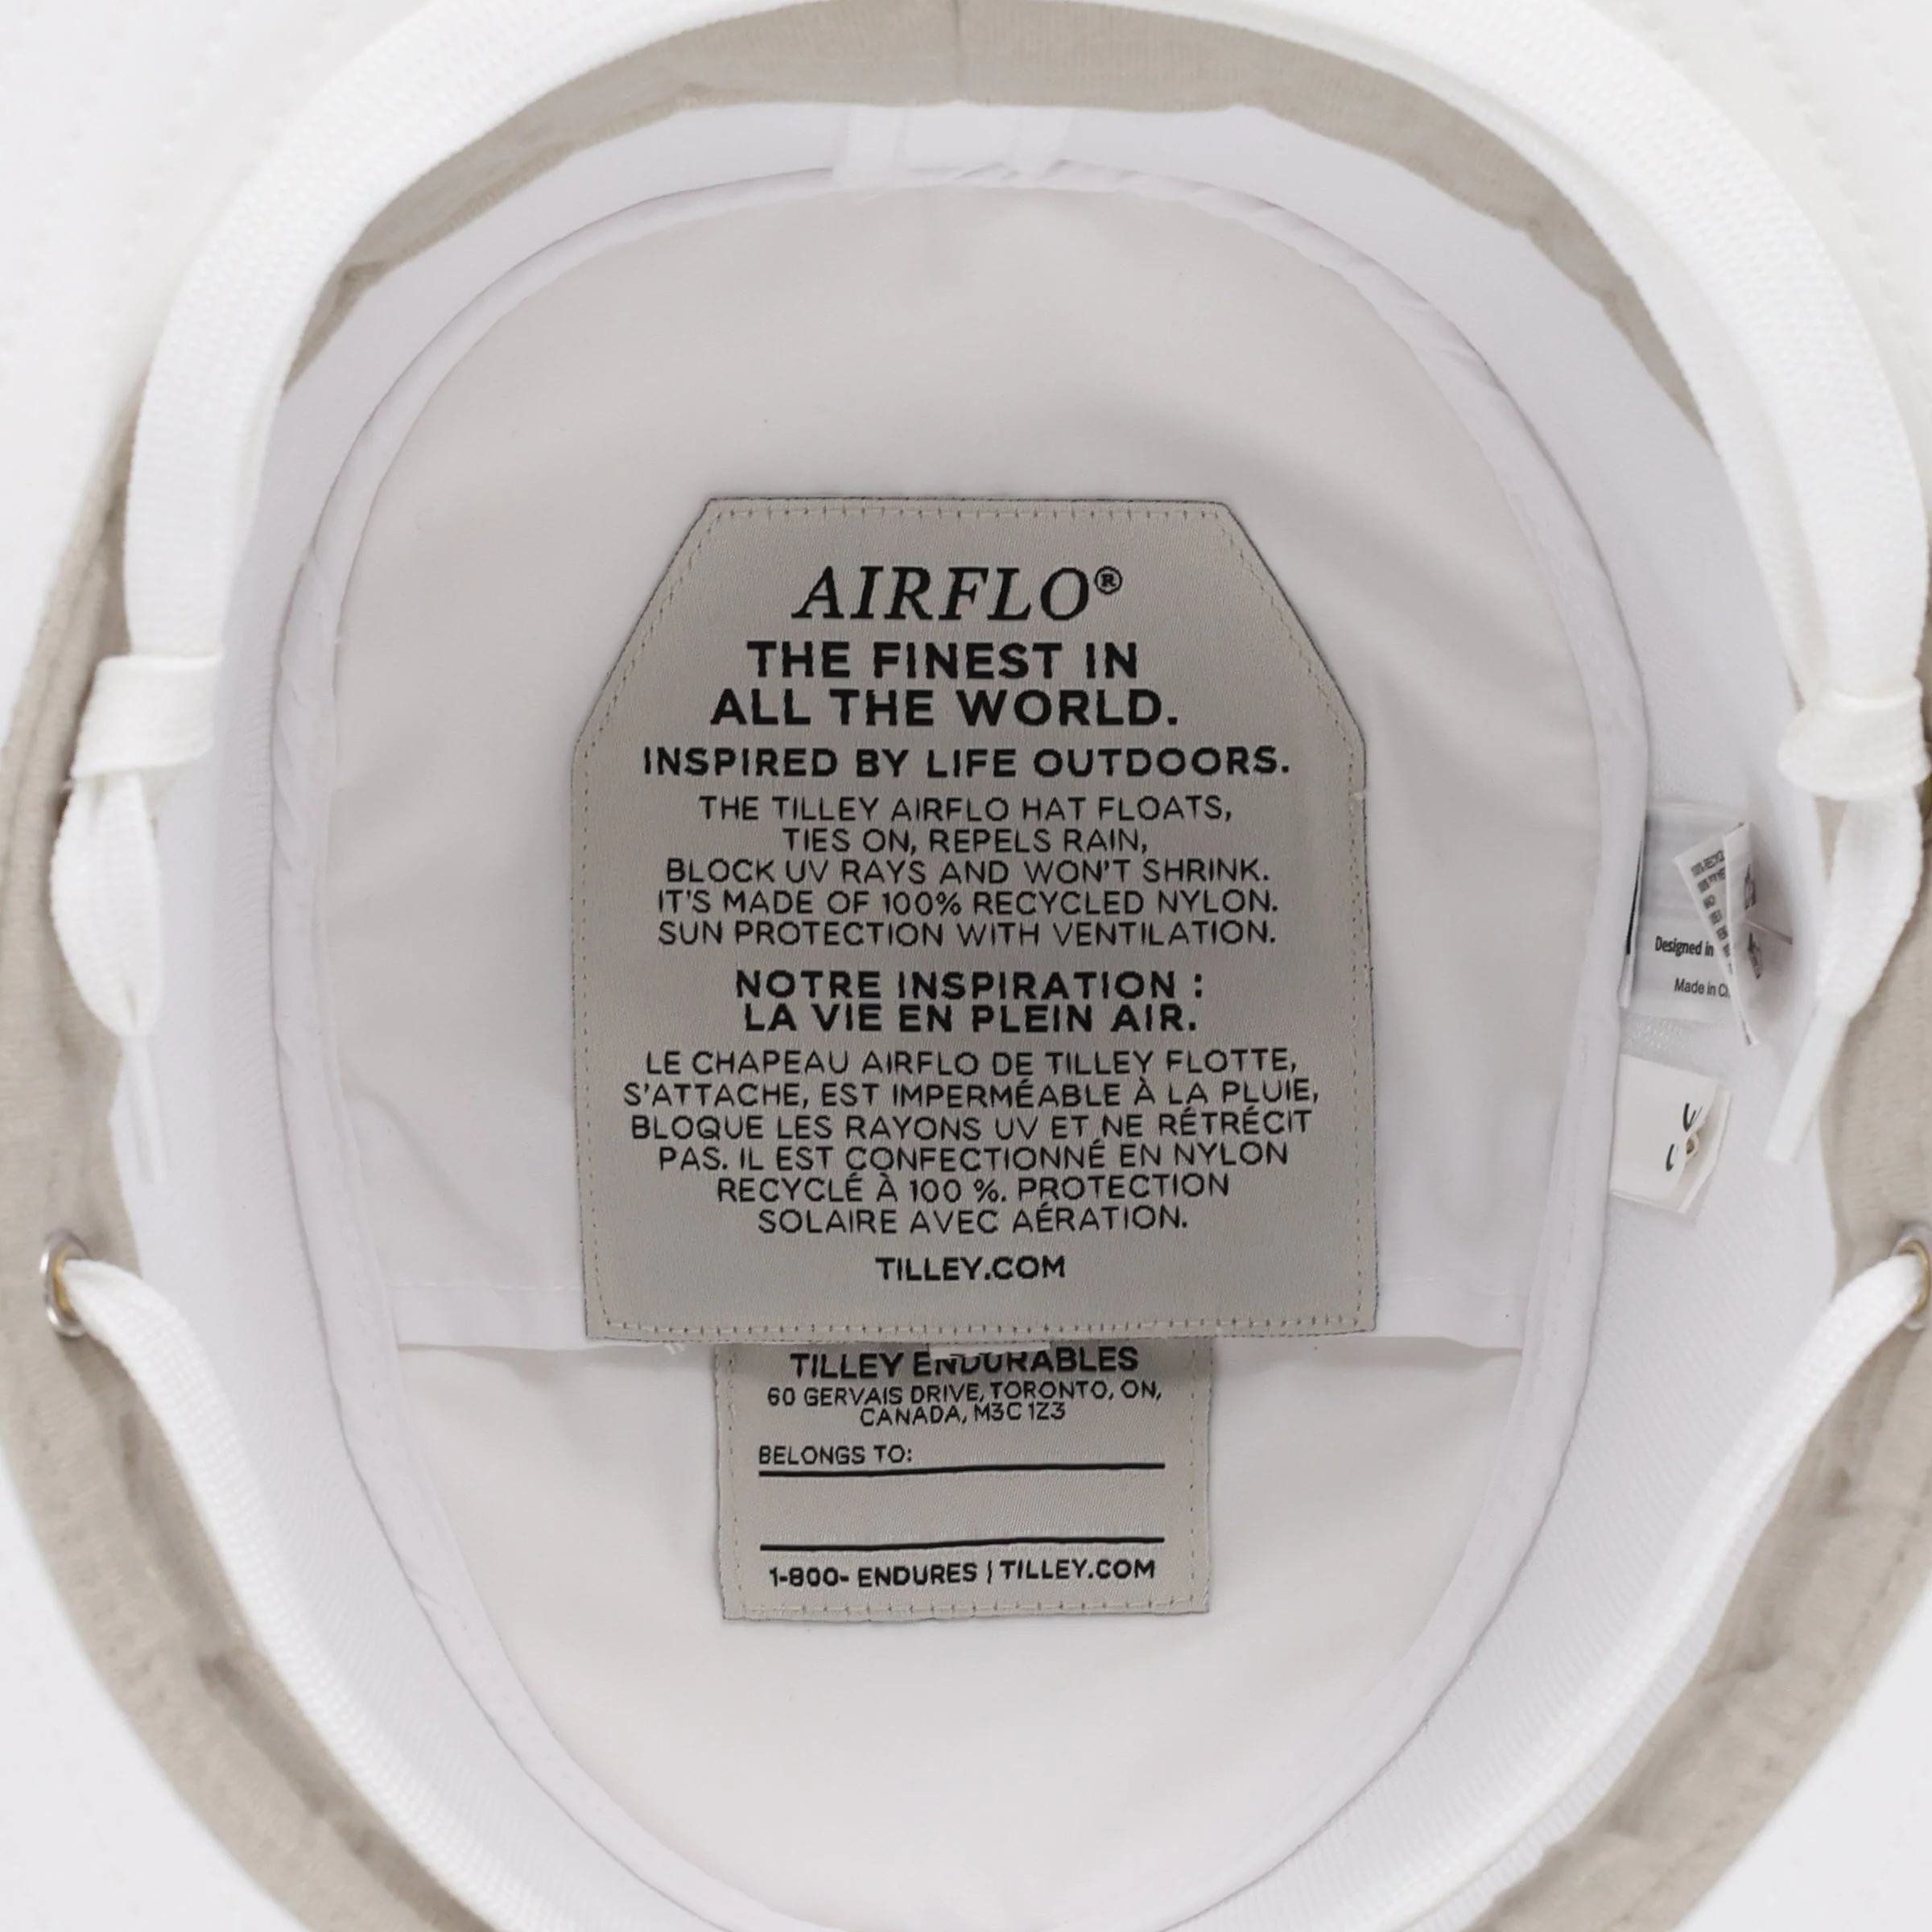 AIRFLO®
THE FINEST IN
ALL THE WORLD.
INSPIRED BY LIFE OUTDOORS.
THE TILLEY AIRFLO HAT FLOATS,
TIES ON, REPELS RAIN,
BLOCK UV RAYS AND WON'T SHRINK.
IT'S MADE OF 100% RECYCLED NYLON.
SUN PROTECTION WITH VENTILATION.
NOTRE INSPIRATION :
LA VIE EN PLEIN AIR.
LE CHAPEAU AIRFLO DE TILLEY FLOTTE,
S'ATTACHE, EST IMPERMÉABLE À LA PLUIE,
BLOQUE LES RAYONS UV ET NE RÉTRÉCIT
PAS. IL EST CONFECTIONNÉ EN NYLON
RECYCLÉ À 100 %. PROTECTION
SOLAIRE AVEC AÉRATION.
TILLEY.COM
TILLEY ENDURABLES
60 GERVAIS DRIVE, TORONTO, ON,
CANADA, M3C 1Z3
BELONGS TO:
1-800- ENDURES | TILLEY.COM
Designed in
Made in